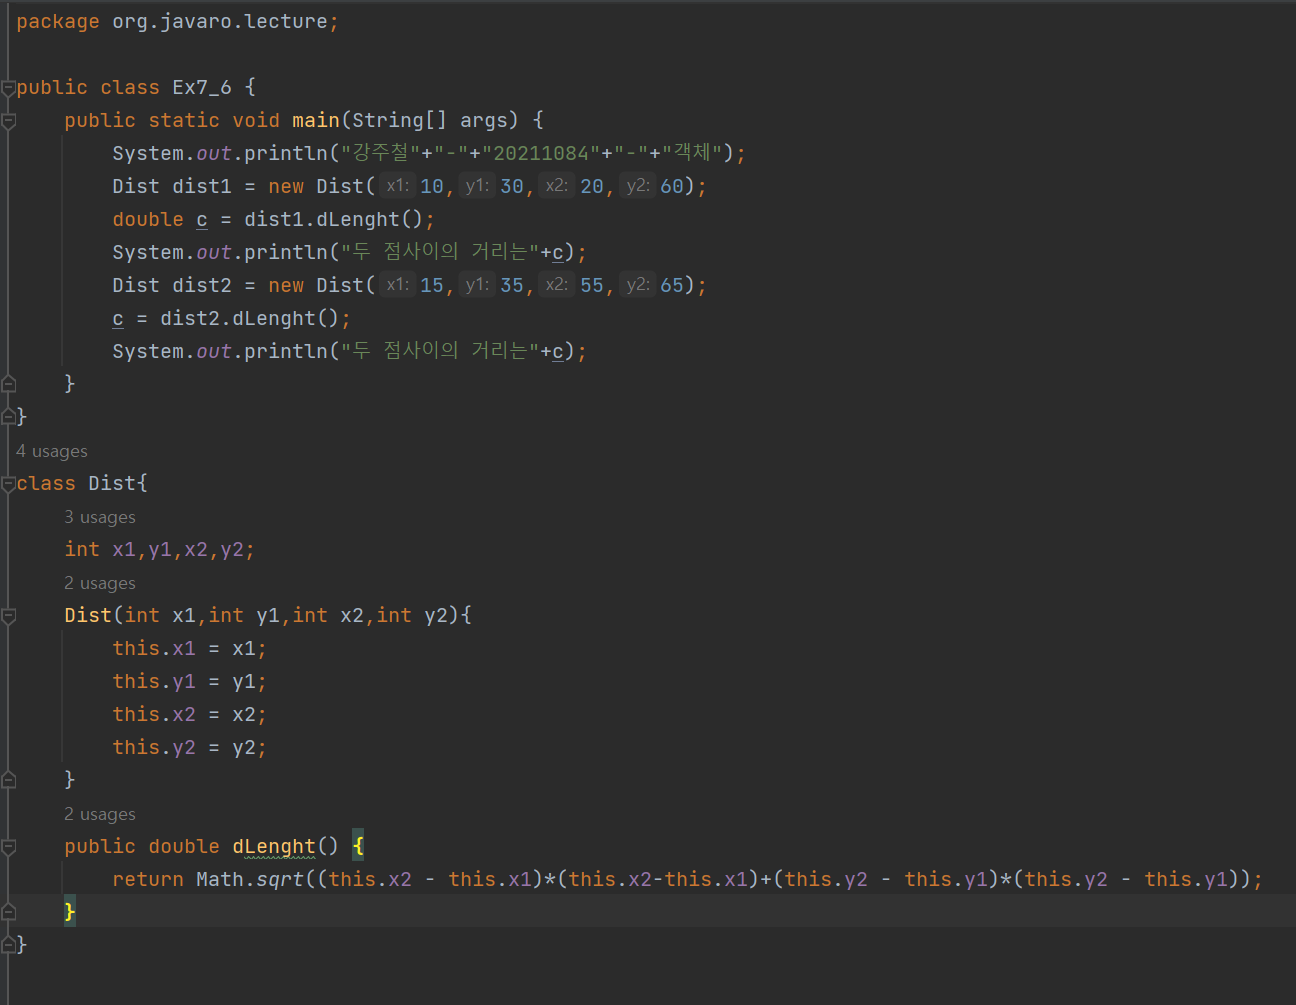 package org.javaro.lecture;
public class Ex7_6 {
public static void main(String[] args) {
System.out.println("강주철"+"-"+"20211084"+"-"+"객체");
Dist dist1 = new Dist( x1: 10, y1: 30, x2: 20, y2: 60);
double c = dist1.dLenght();
System.out.println("두 점사이의 거리는"+c);
Dist dist2 = new Dist( x1: 15, y1: 35, x2: 55, y2: 65);
c = dist2.dLenght();
System.out.println("두 점사이의 거리는"+c);
}
}
4 usages
class Dist{
3 usages
int x1,y1,x2,y2;
2 usages
Dist(int x1,int y1,int x2,int y2){
this.x1 = x1;
this.y1 = y1;
this.x2 = x2;
this.y2 = y2;
}
2 usages
public double dLenght() {
return Math.sqrt((this.x2 - this.x1)*(this.x2-this.x1)+(this.y2 - this.y1)*(this.y2 - this.y1));
}
}